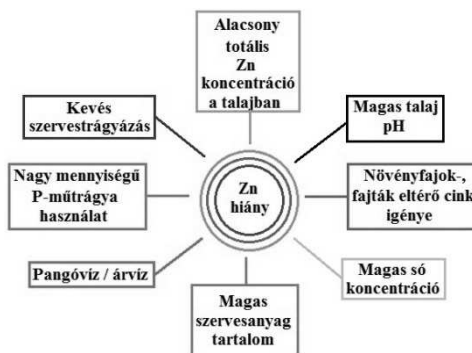 Alacsony
totális
Zn
koncentráció
a talajban
Kevés
szervestrágyázás
Magas talaj
pH
Nagy mennyiségű
P-műtrágya
használat
Zn
hiány
Növényfajok-,
fajták eltérő cink
igénye
Pangóvíz / árvíz
Magas só
koncentráció
Magas
szervesanyag
tartalom